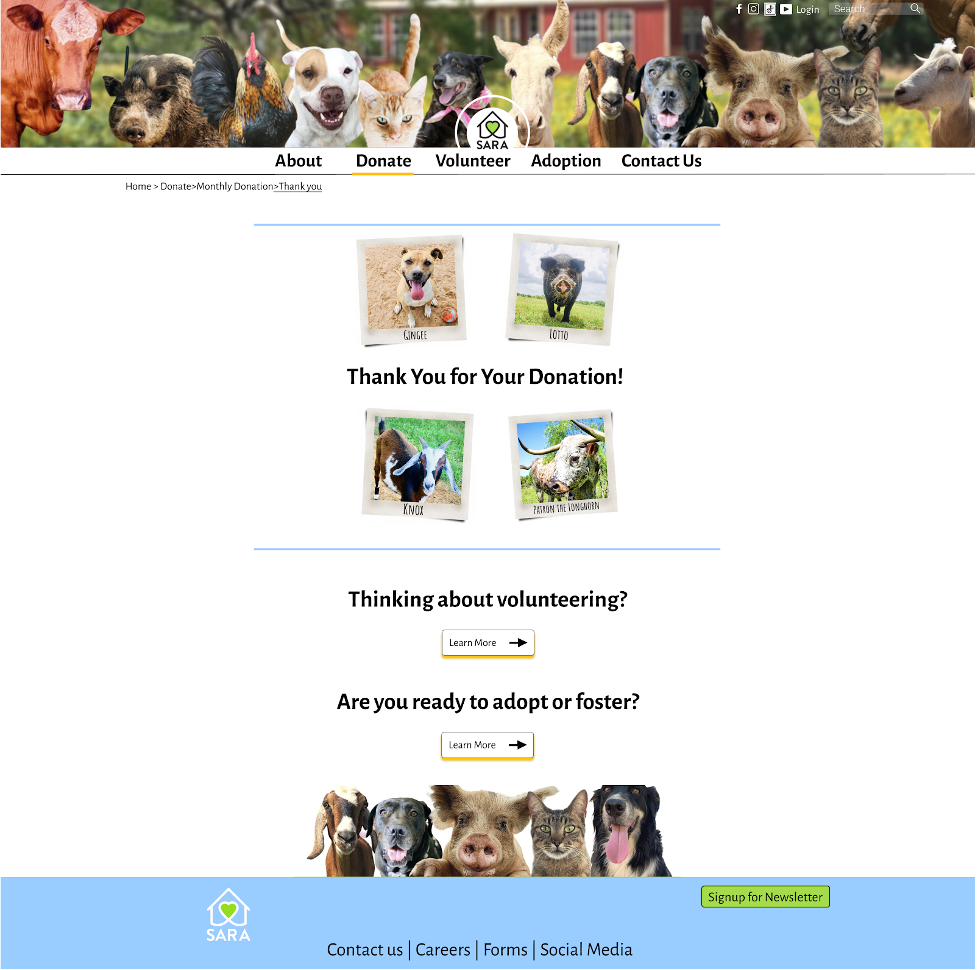 Login Search
SARA
About Donate Volunteer Adoption Contact Us
Home > Donate>Monthly Donation>Thank you
Gingee Lotto
Thank You for Your Donation!
Knox Patron the Longhorn
Thinking about volunteering?
Learn More
Are you ready to adopt or foster?
Learn More
Signup for Newsletter
SARA
Contact us | Careers | Forms | Social Media